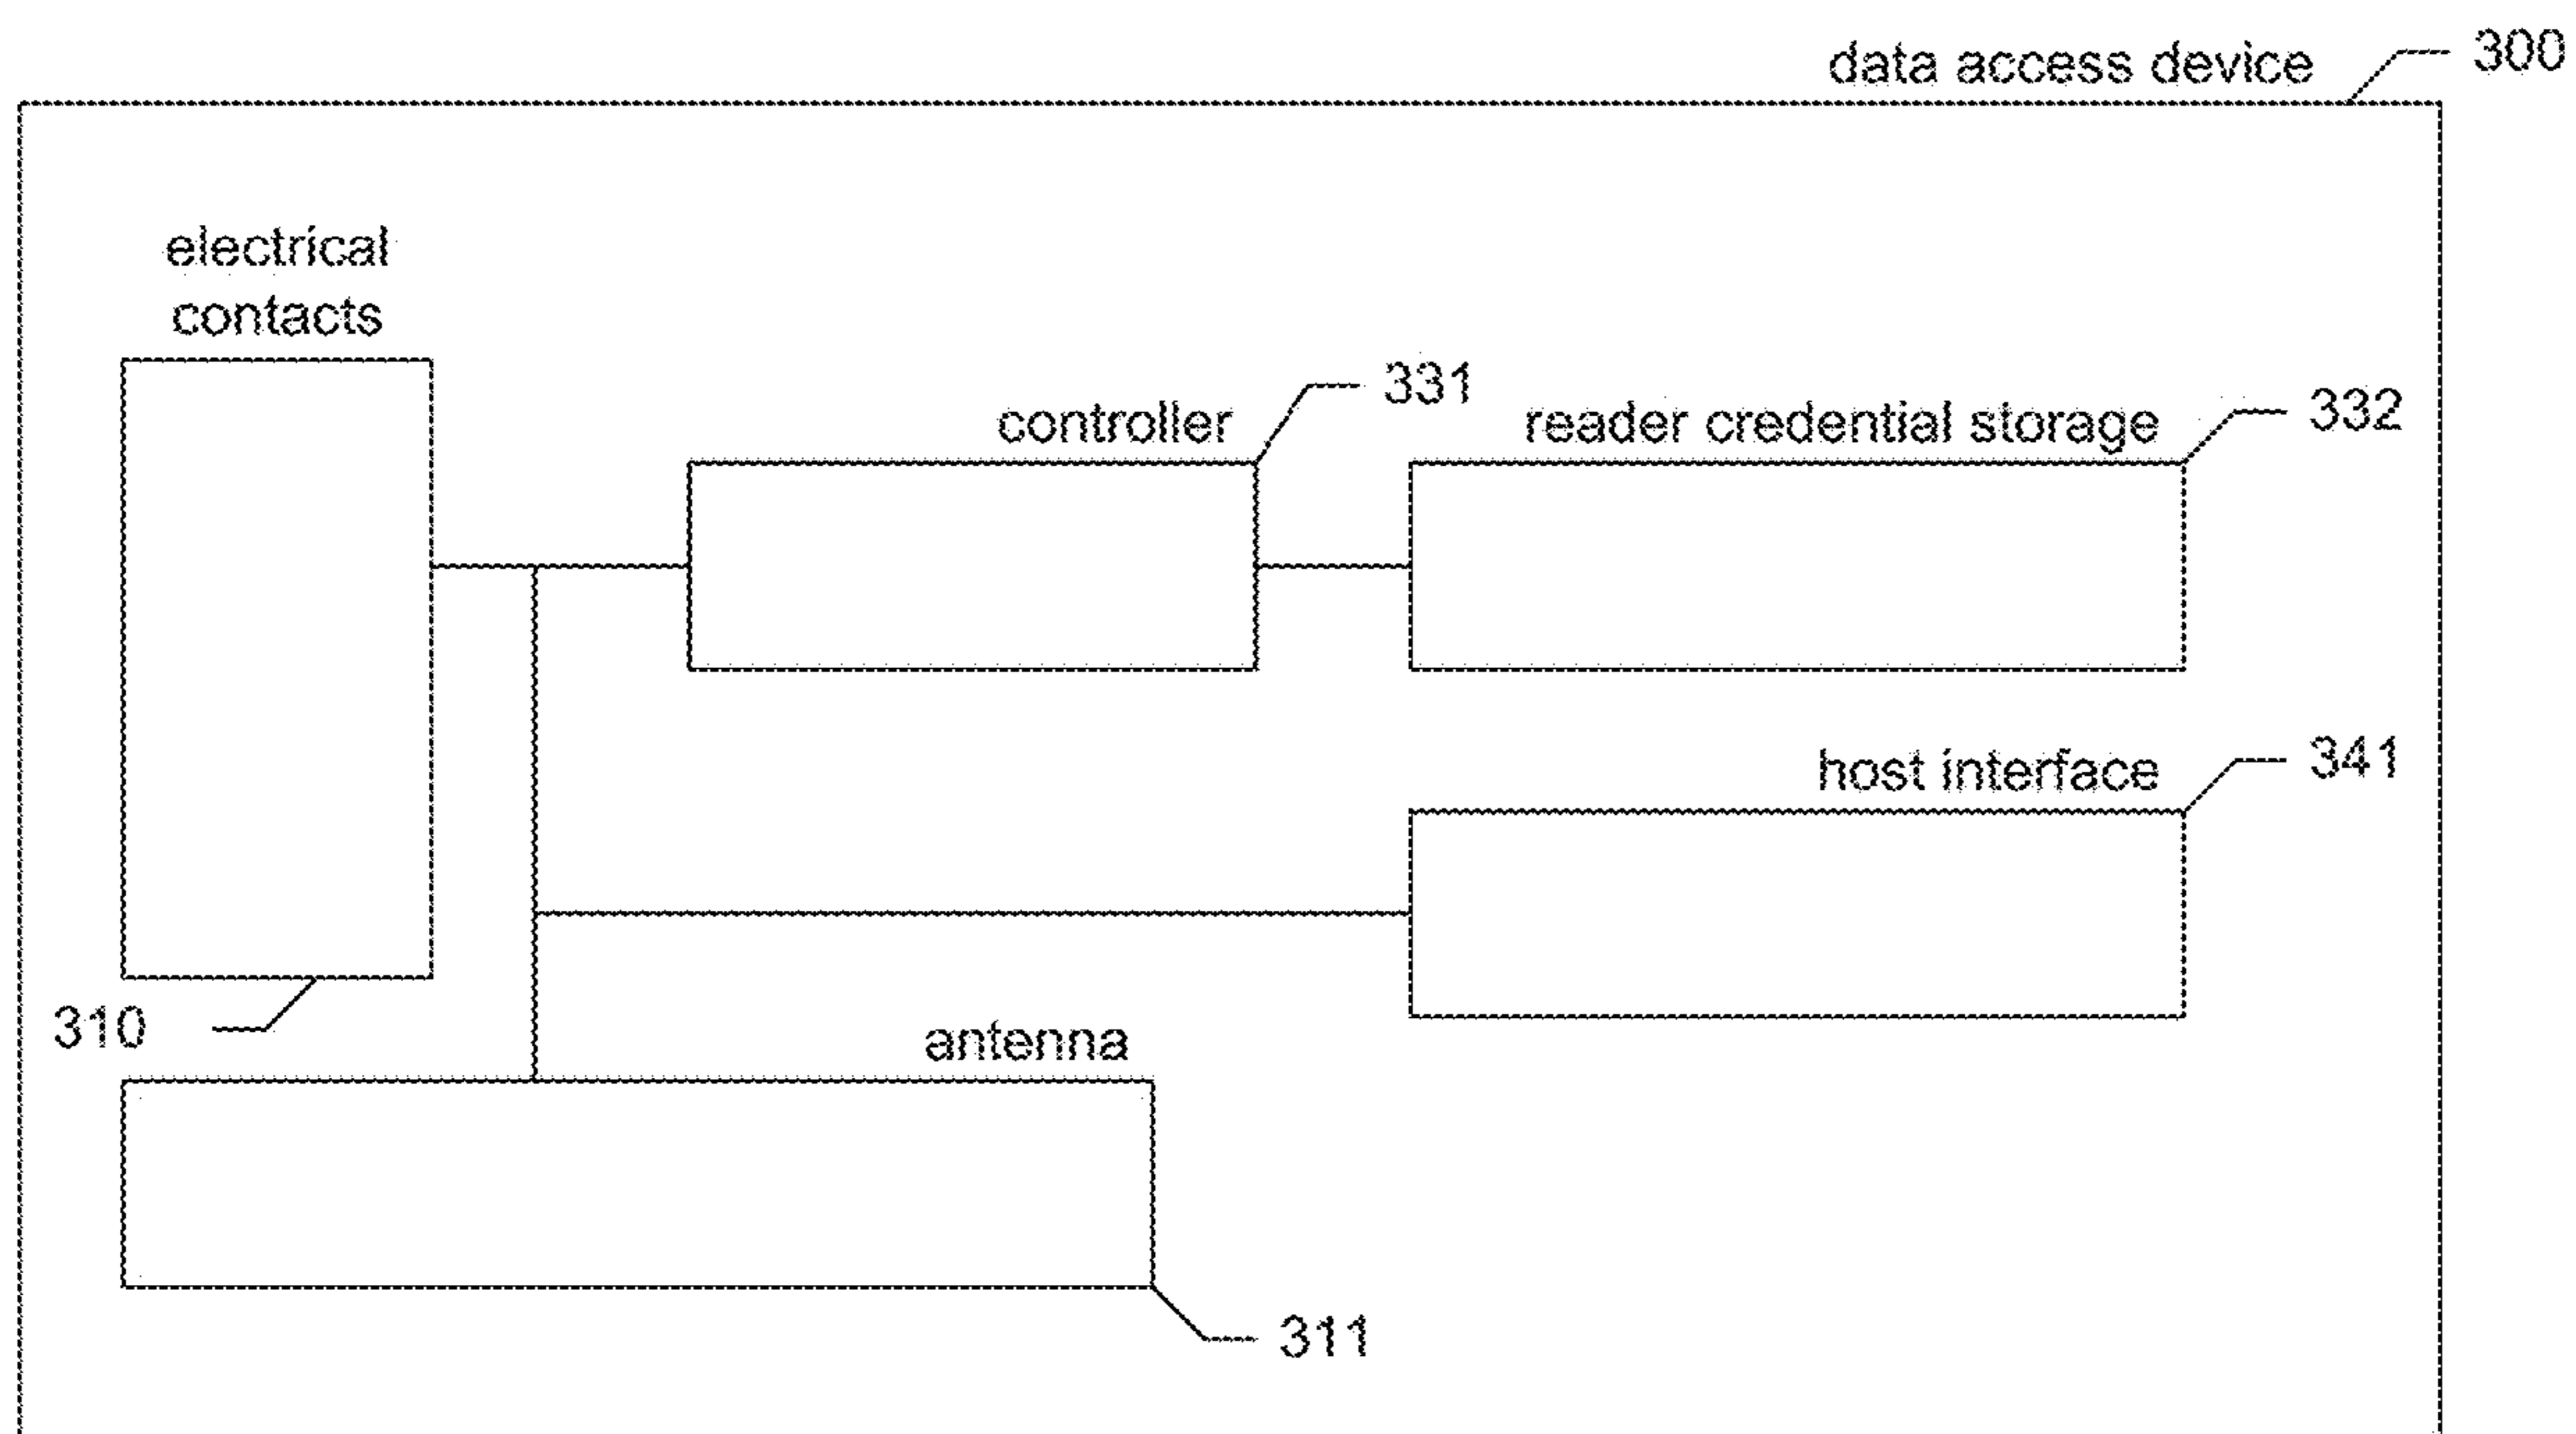 data access device 300
electrical
contacts
controller 331
reader credential storage 332
host interface 341
310
antenna
311